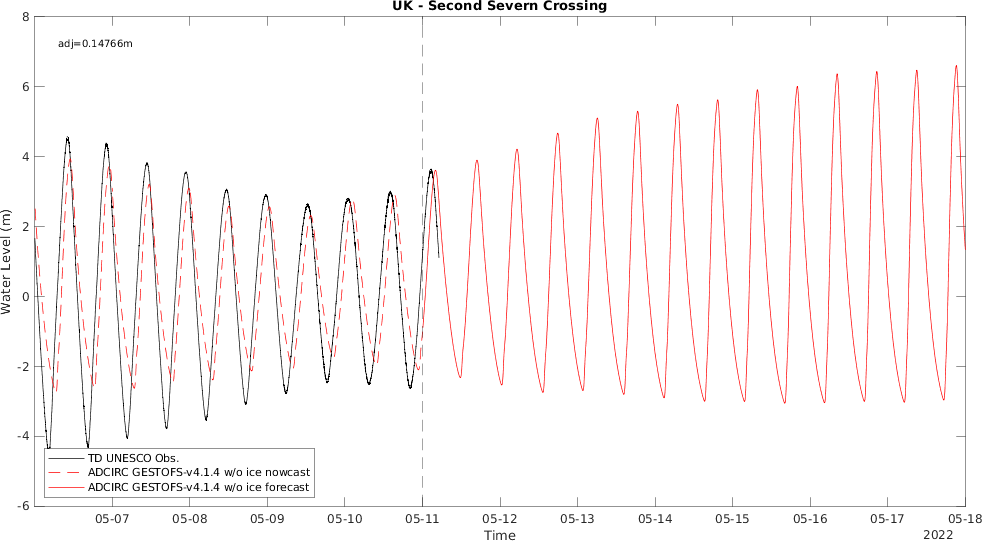 UK - Second Severn Crossing
adj=0.14766m
8
6
4
2
0
-2
-4
-6
Water Level (m)
TD UNESCO Obs.
ADCIRC GESTOFS-v4.1.4 w/o ice nowcast
ADCIRC GESTOFS-v4.1.4 w/o ice forecast
05-07 05-08 05-09 05-10 05-11 05-12 05-13 05-14 05-15 05-16 05-17 05-18
Time
2022